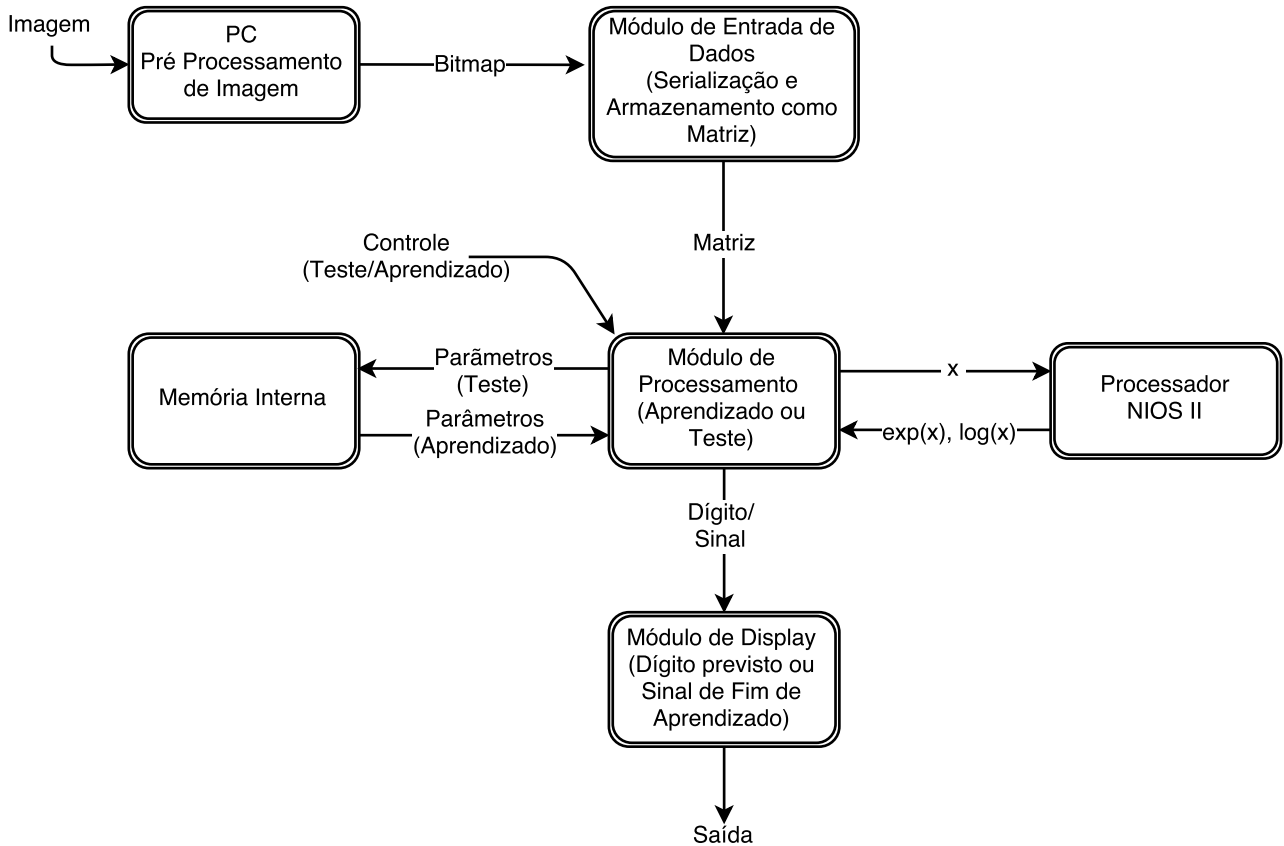 Imagem
PC
Pré Processamento
de Imagem
Bitmap
Módulo de Entrada de
Dados
(Serialização e
Armazenamento como
Matriz)
Matriz
Controle
(Teste/Aprendizado)
Memória Interna
Parãmetros
(Teste)
Parâmetros
(Aprendizado)
Módulo de
Processamento
(Aprendizado ou
Teste)
x
exp(x), log(x)
Processador
NIOS II
Dígito/
Sinal
Módulo de Display
(Dígito previsto ou
Sinal de Fim de
Aprendizado)
Saída